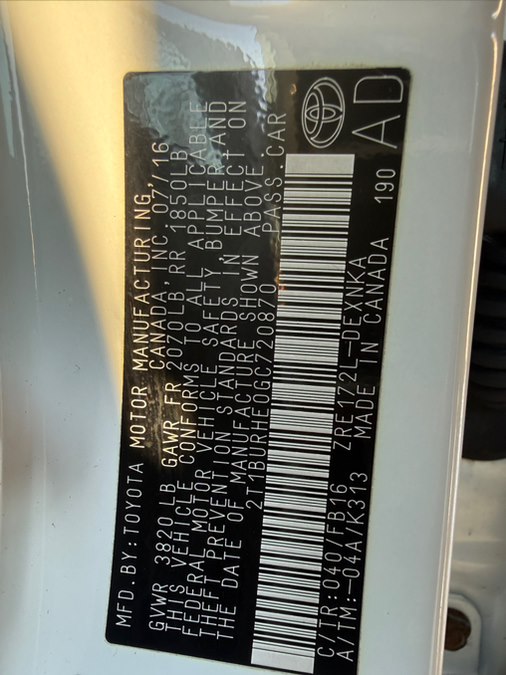 MFD.BY:TOYOTA MOTOR MANUFACTURING,
CANADA, INC. 07/16
GVWR 3820LB GAWR FR 2070LB RR 1850LB
THIS VEHICLE CONFORMS TO ALL APPLICABLE
FEDERAL MOTOR VEHICLE SAFETY, BUMPER AND
THEFT PREVENTION STANDARDS IN EFFECT ON
THE DATE OF MANUFACTURE SHOWN ABOVE.
2T1BURHE0GC720870 PASS.CAR
C/TR:040/FB16 ZRE172L-DEXNKA
A/TM:-04A/K313 MADE IN CANADA 190
AD